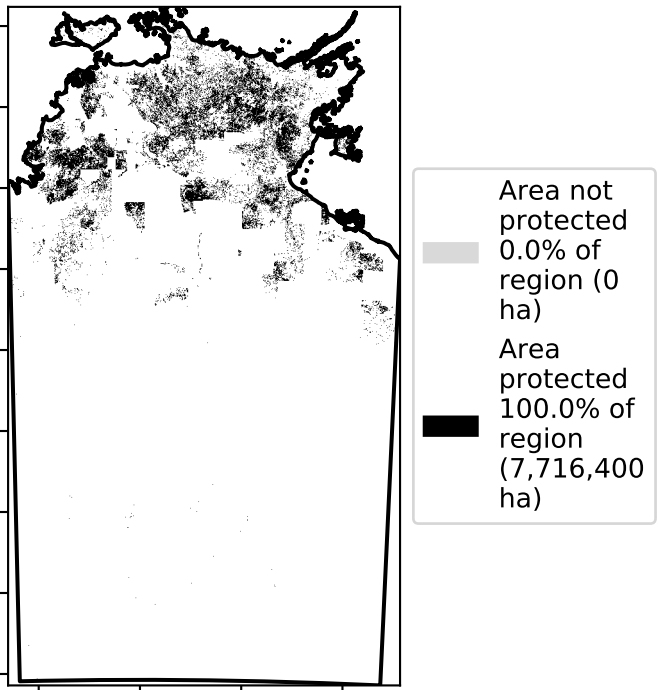 Area not
protected
0.0% of
region (0
ha)
Area
protected
100.0% of
region
(7,716,400
ha)